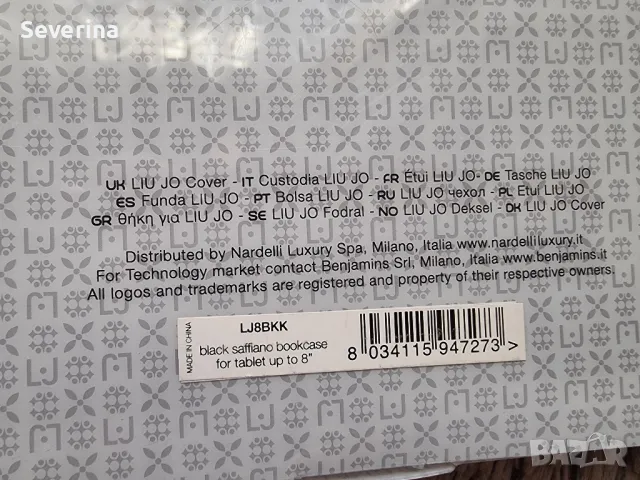 Severina
UK LIU JO Cover - IT Custodia LIU JO - FR Étui LIU JO- DE Tasche LIU JO
ES Funda LIU JO - PT Bolsa LIU JO - RU LIU JO чехол - PL Etui LIU JO
GR θήκη για LIU JO - SE LIU JO Fodral - NO LIU JO Deksel - DK LIU JO Cover
Distributed by Nardelli Luxury Spa, Milano, Italia www.nardelliluxury.it
For Technology market contact Benjamins Srl, Milano, Italia www.benjamins.it
All logos and trademarks are registered and property of their respective owners.
MADE IN CHINA
LJ8BKK
black saffiano bookcase
for tablet up to 8"
8 034115 947273 >
BAZAR